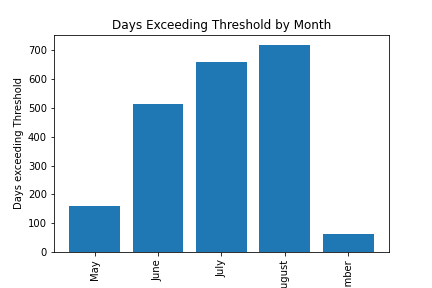 Days Exceeding Threshold by Month
Days exceeding Threshold
700
600
500
400
300
200
100
0
May
June
July
ugust
mber